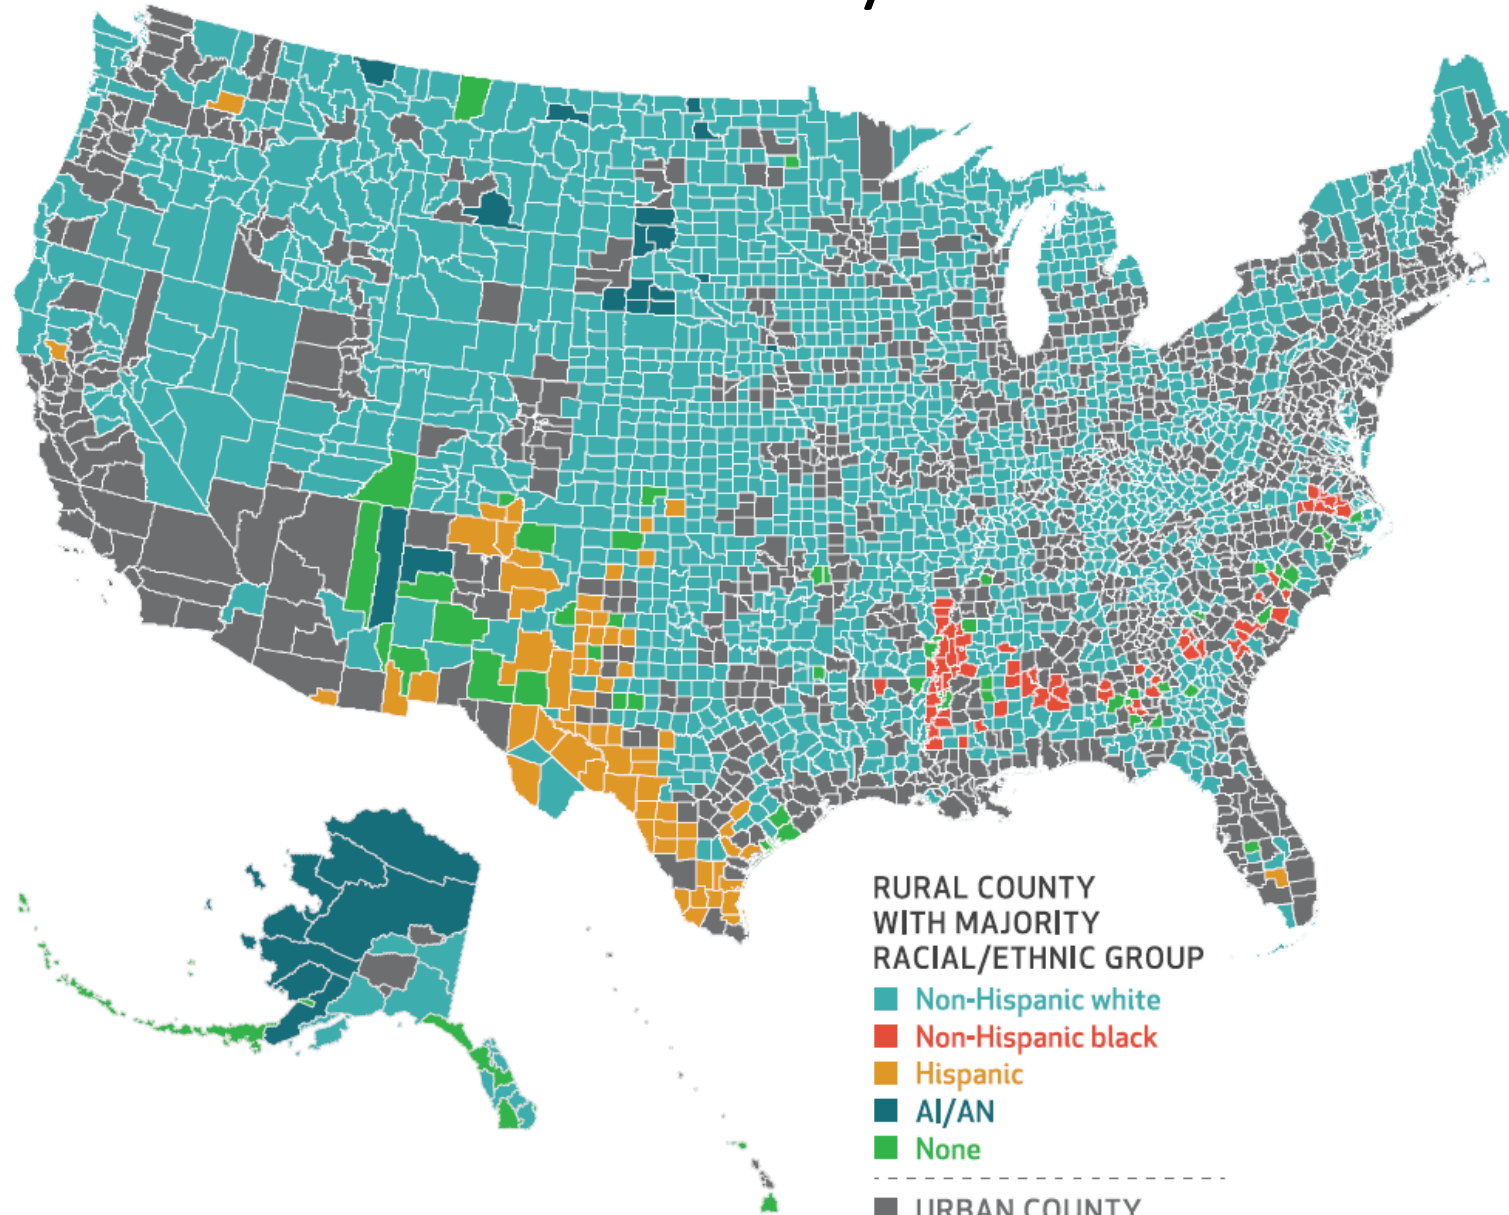 RURAL COUNTY
WITH MAJORITY
RACIAL/ETHNIC GROUP
Non-Hispanic white
Non-Hispanic black
Hispanic
AI/AN
None
URBAN COUNTY